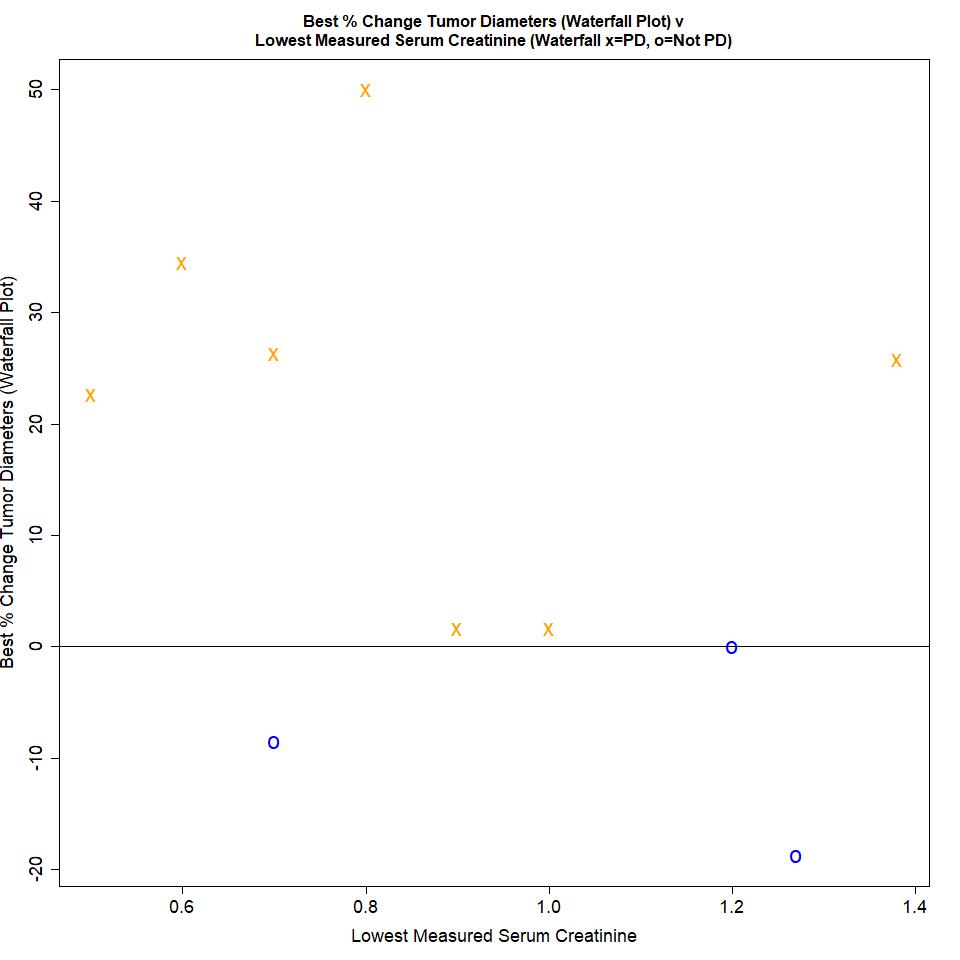 Best % Change Tumor Diameters (Waterfall Plot) v
Lowest Measured Serum Creatinine (Waterfall x=PD, o=Not PD)
Best % Change Tumor Diameters (Waterfall Plot)
50
40
30
20
10
0
-10
-20
X
X
X
X
X
X
X
O
O
O
0.6
0.8
1.0
1.2
1.4
Lowest Measured Serum Creatinine